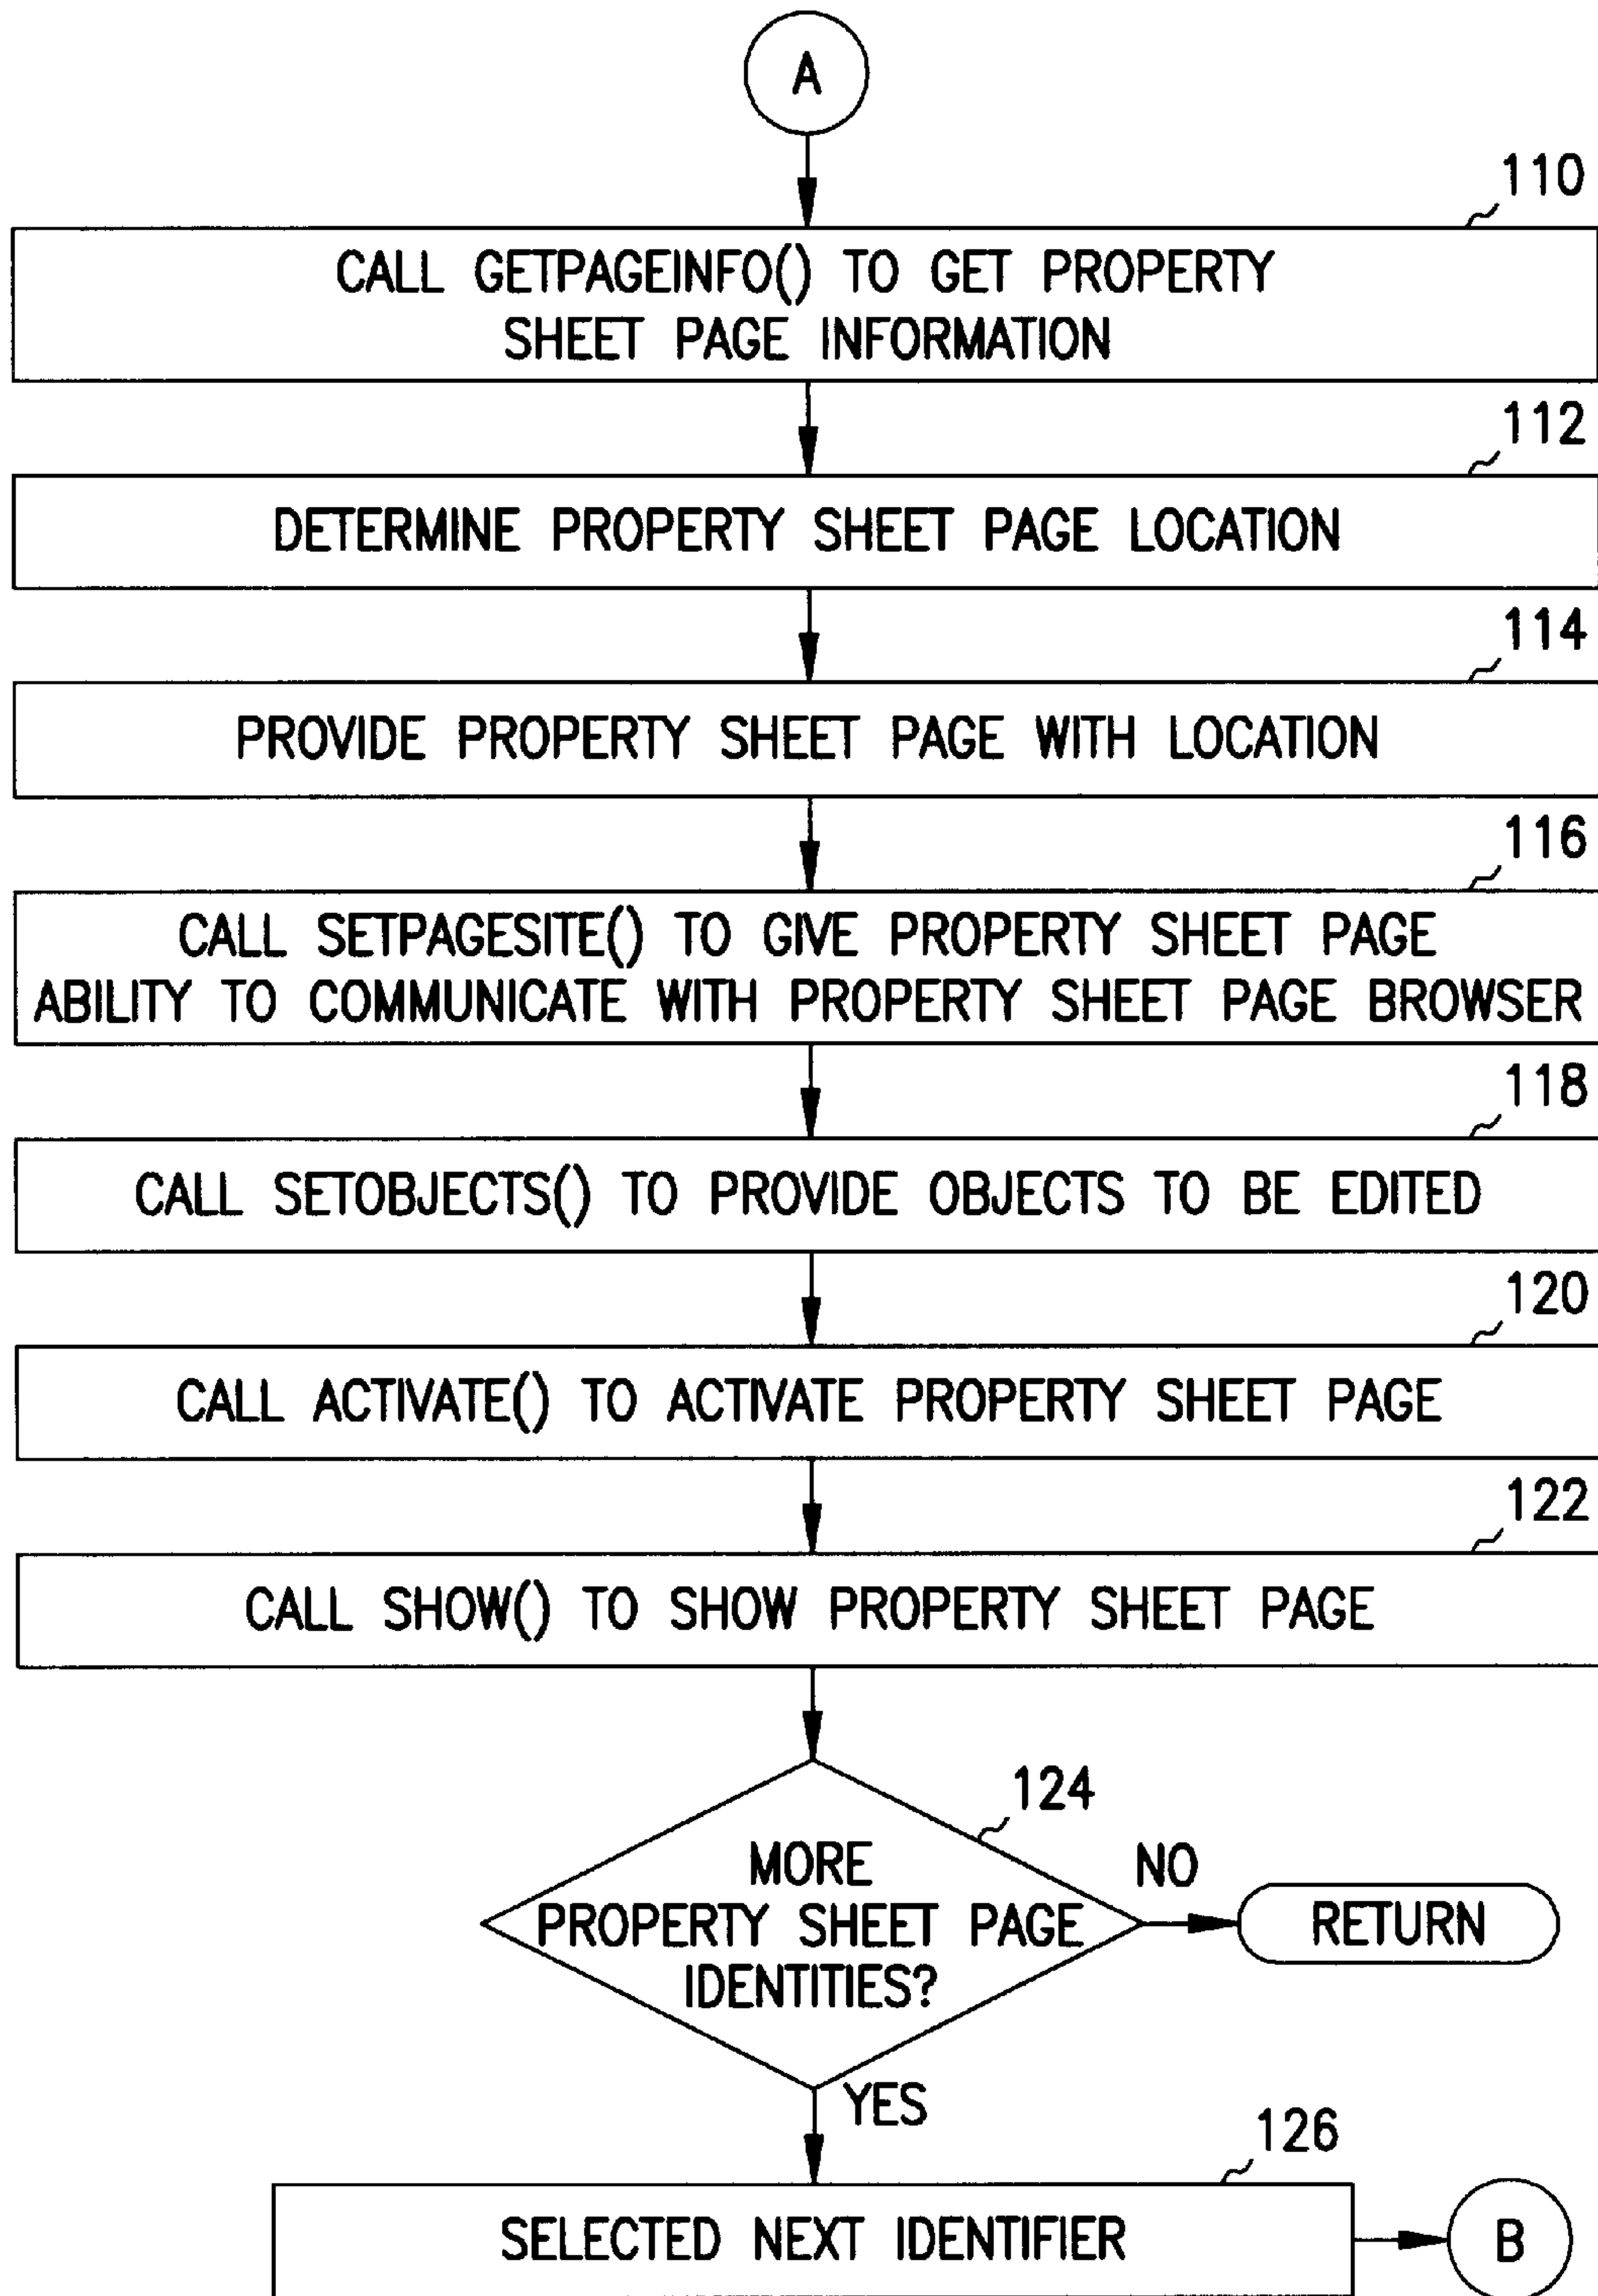 A
110
CALL GETPAGEINFO() TO GET PROPERTY
SHEET PAGE INFORMATION
112
DETERMINE PROPERTY SHEET PAGE LOCATION
114
PROVIDE PROPERTY SHEET PAGE WITH LOCATION
116
CALL SETPAGESITE() TO GIVE PROPERTY SHEET PAGE
ABILITY TO COMMUNICATE WITH PROPERTY SHEET PAGE BROWSER
118
CALL SETOBJECTS() TO PROVIDE OBJECTS TO BE EDITED
120
CALL ACTIVATE() TO ACTIVATE PROPERTY SHEET PAGE
122
CALL SHOW() TO SHOW PROPERTY SHEET PAGE
124
MORE
PROPERTY SHEET PAGE
IDENTITIES?
NO
RETURN
YES
126
SELECTED NEXT IDENTIFIER
B